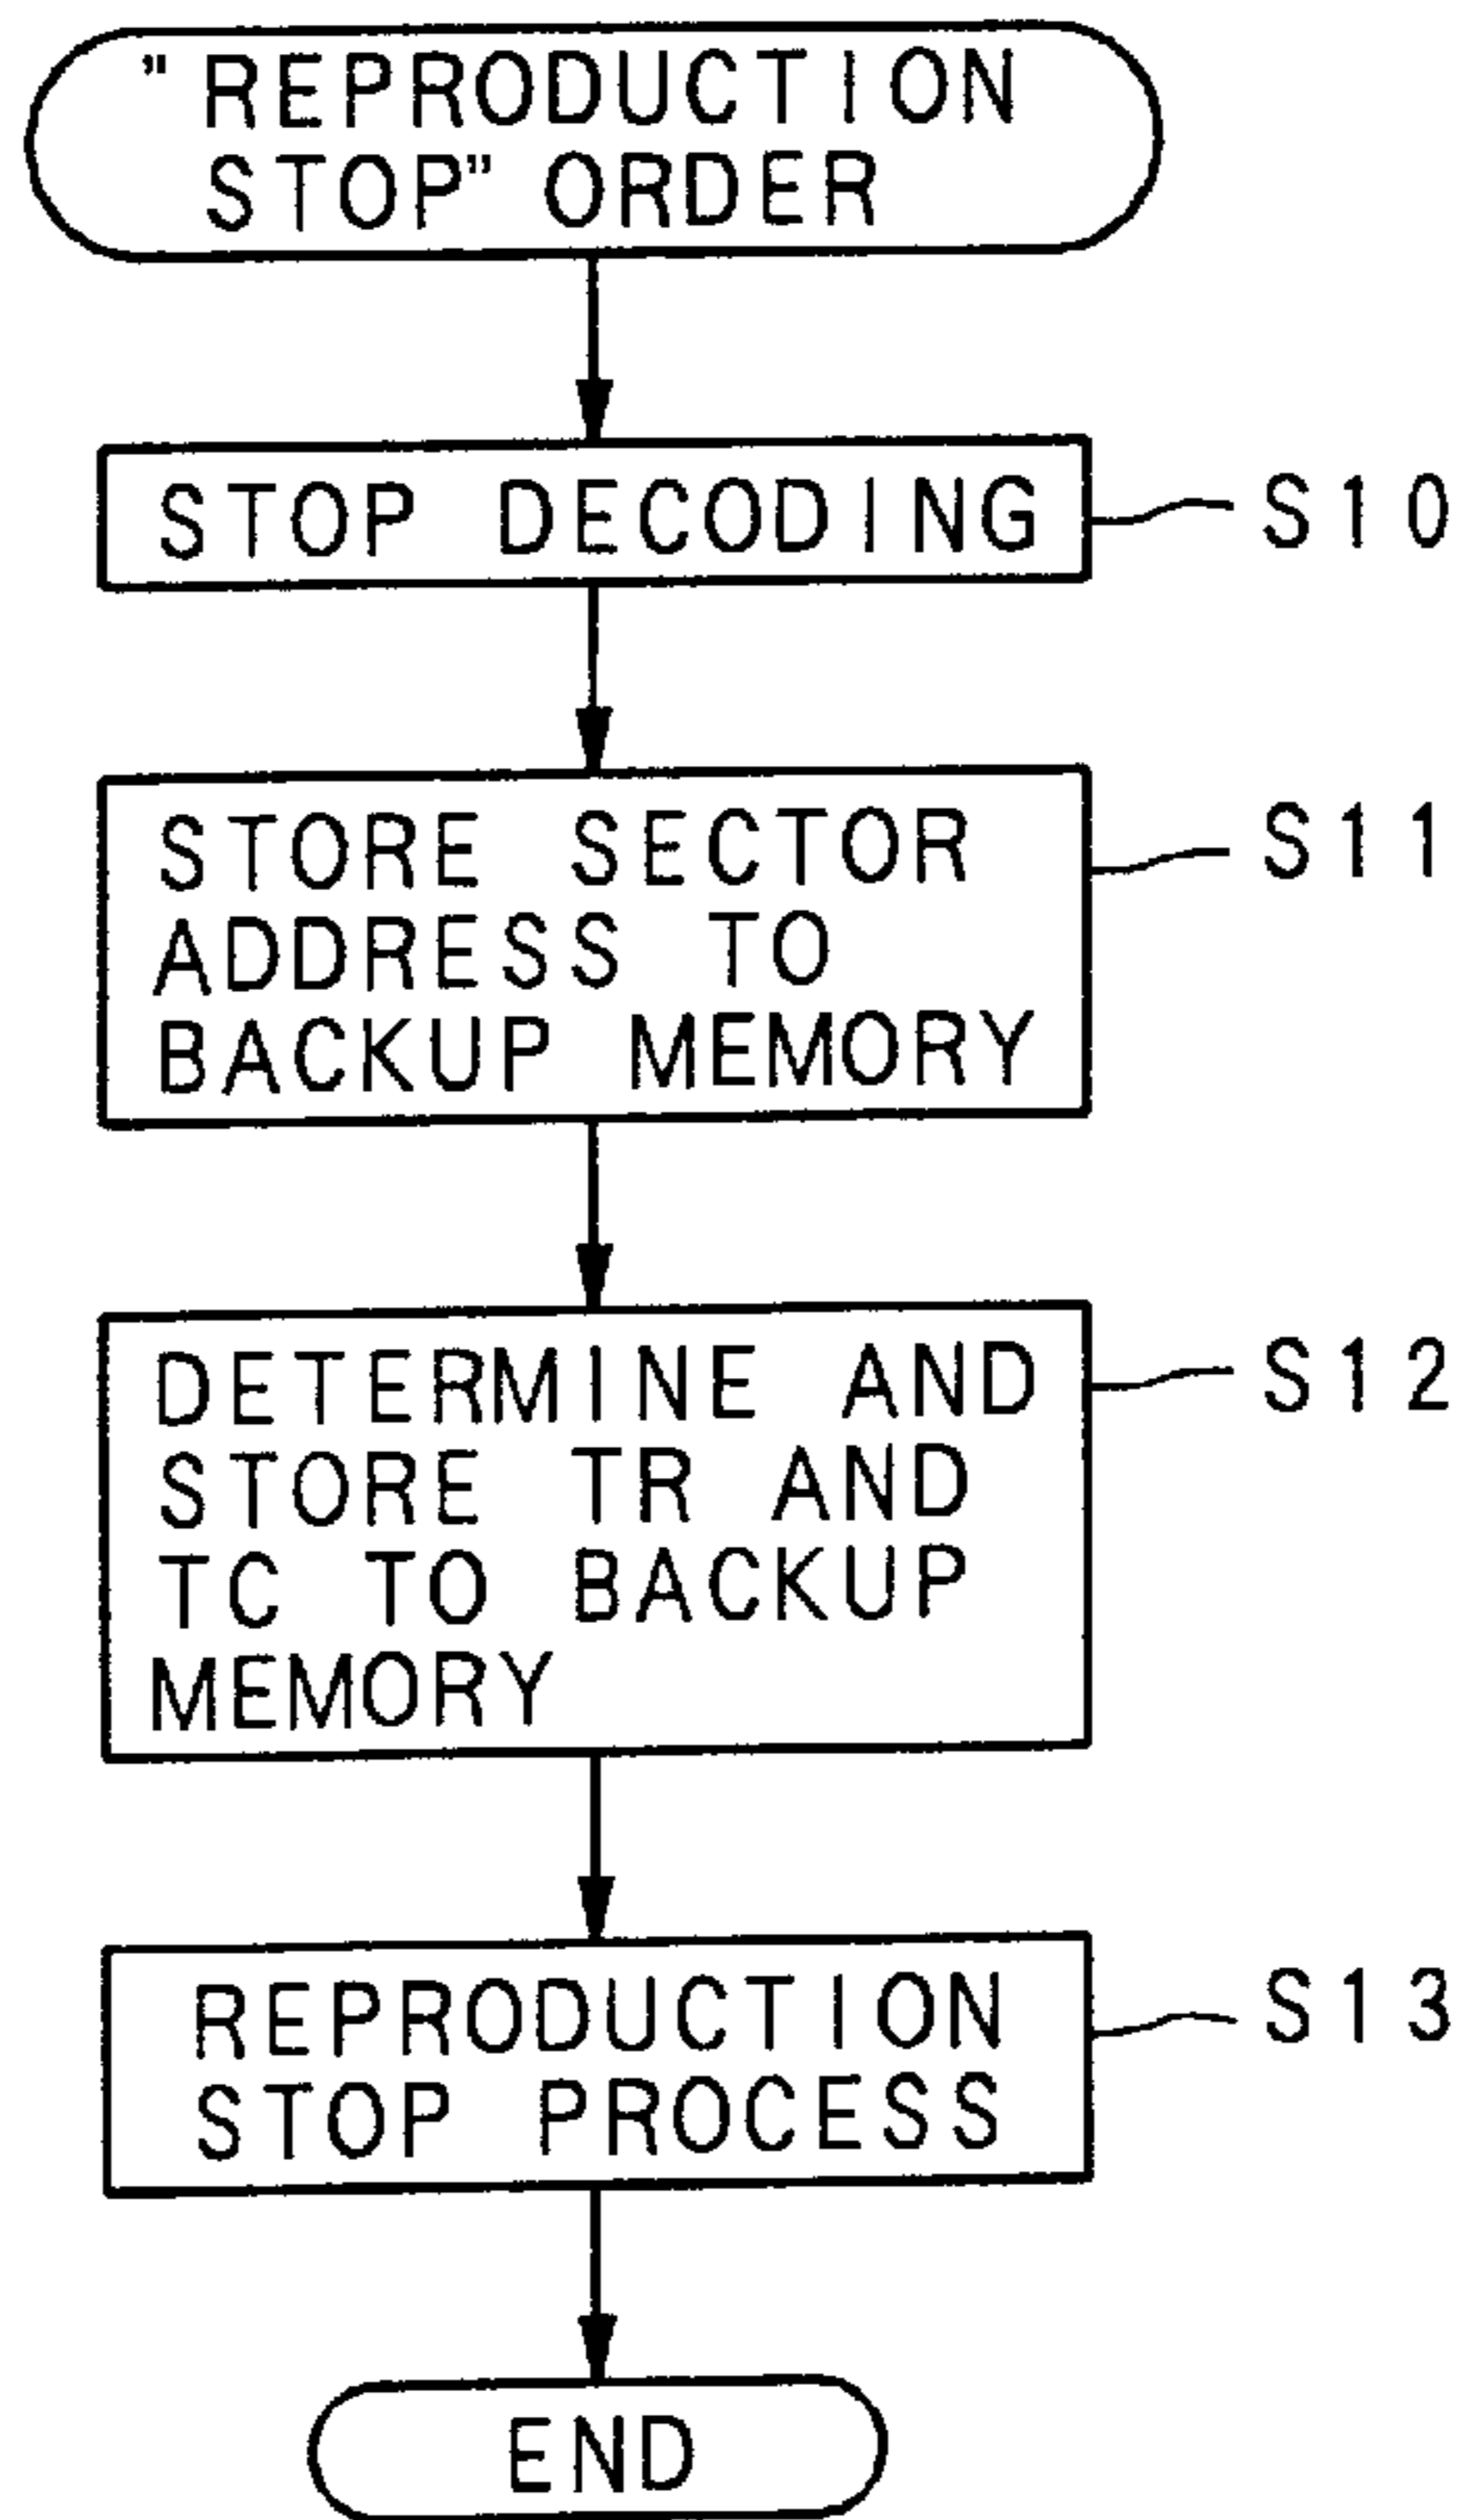 "REPRODUCTION
STOP" ORDER
STOP DECODING
S10
STORE SECTOR
ADDRESS TO
BACKUP MEMORY
S11
DETERMINE AND
STORE TR AND
TC TO BACKUP
MEMORY
S12
REPRODUCTION
STOP PROCESS
S13
END